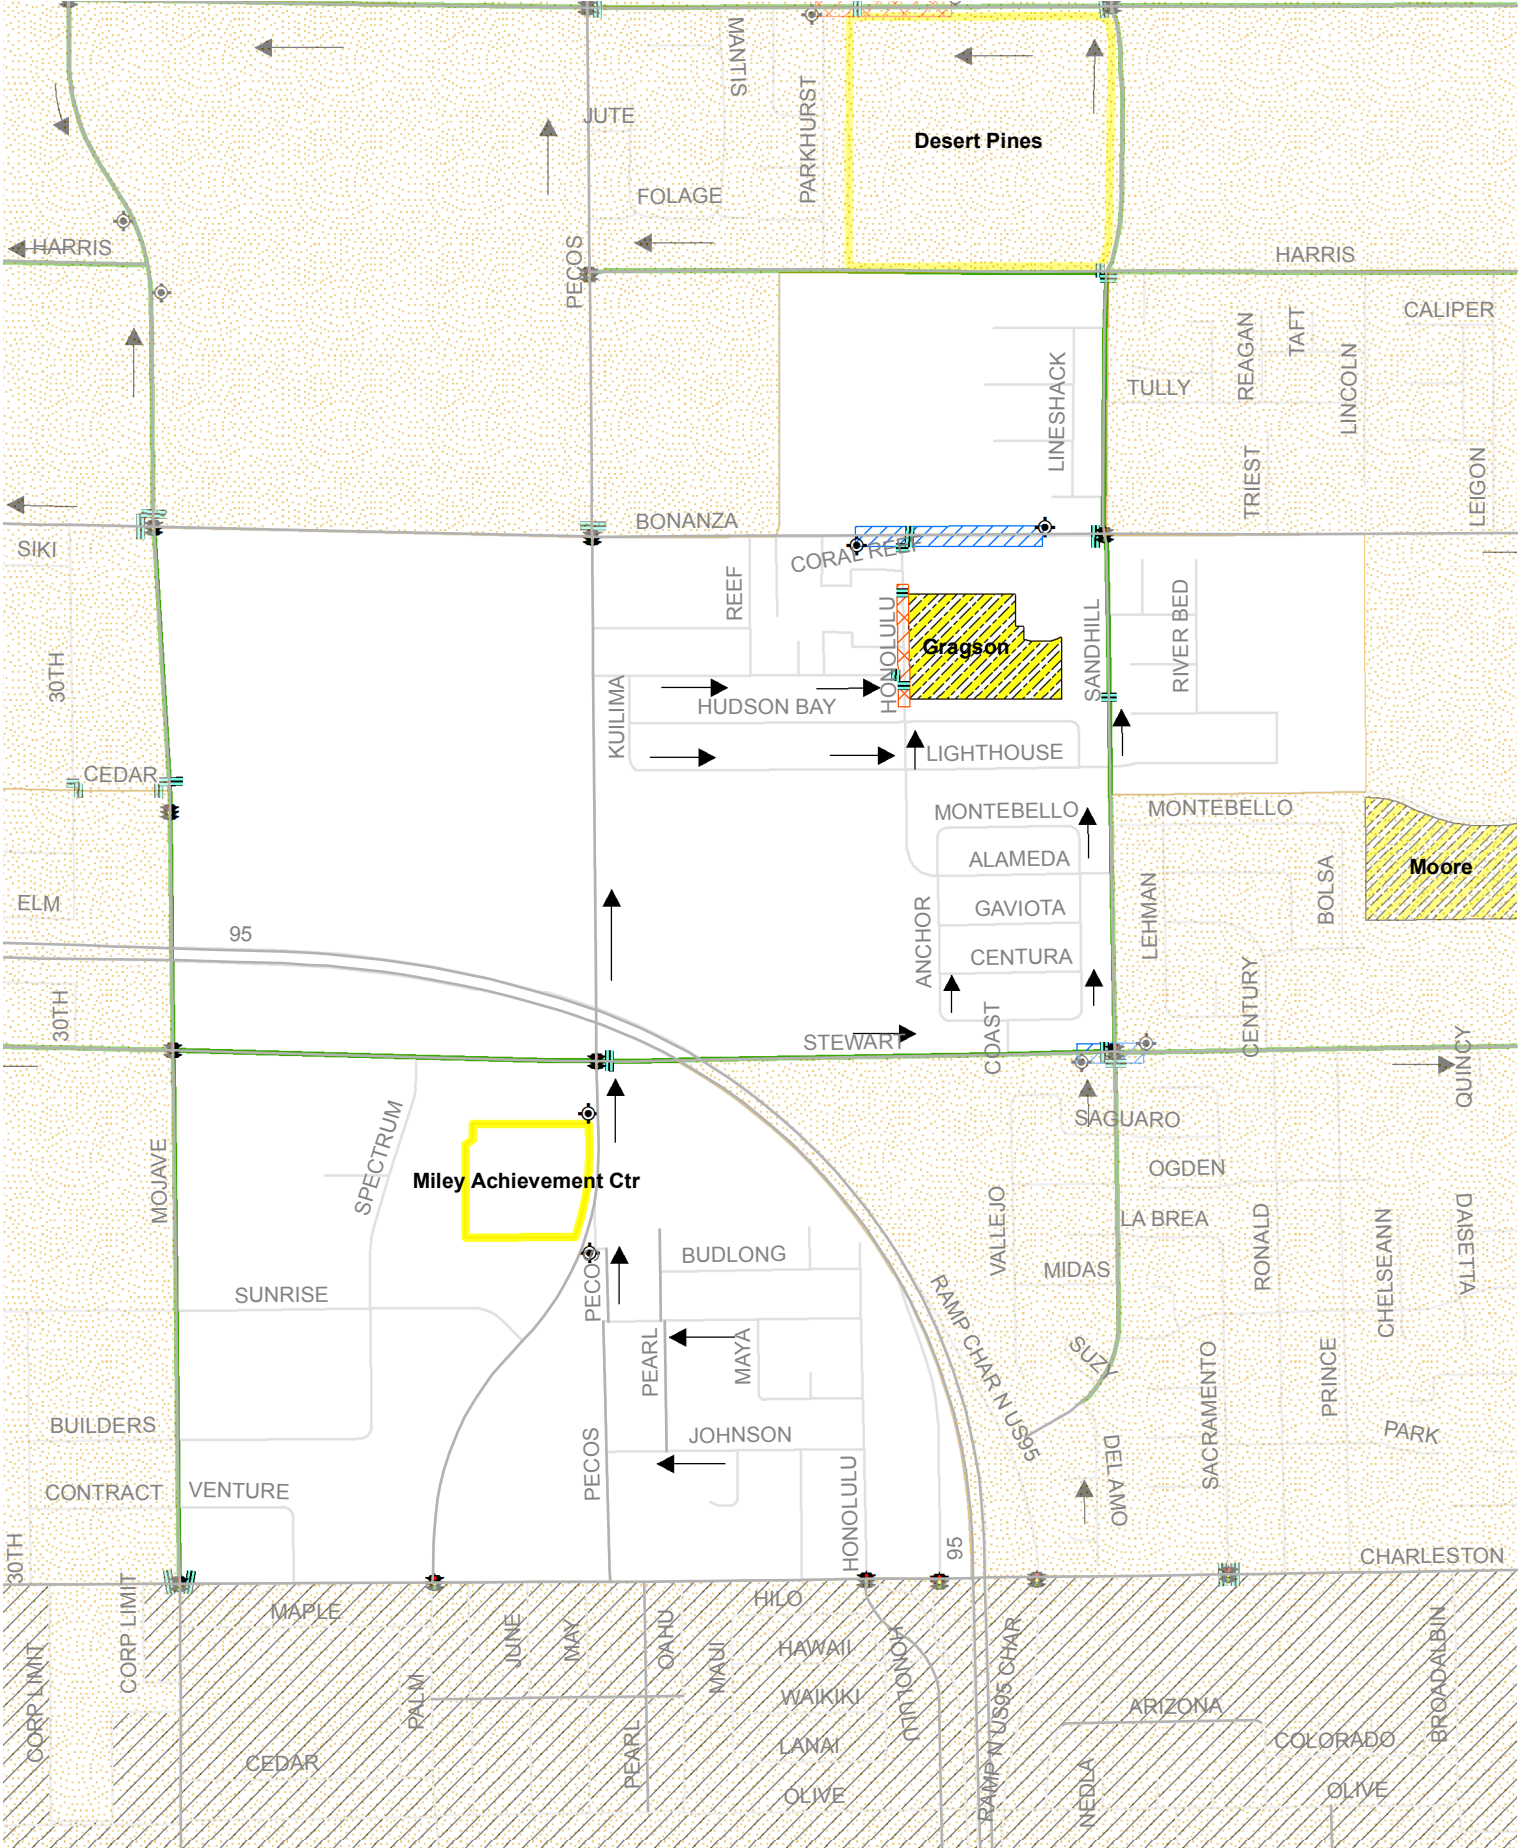 MANTIS
JUTE
PARKHURST
Desert Pines
FOLAGE
HARRIS
PECOS
HARRIS
CALIPER
REAGAN
TAFT
LINESHACK
TULLY
LINCOLN
TRIEST
LEIGON
BONANZA
SIKI
CORAL REEF
REEF
HONOLULU
SANDHILL
RIVER BED
Gragson
30TH
KUILIMA
HUDSON BAY
LIGHTHOUSE
CEDAR
MONTEBELLO
MONTEBELLO
ALAMEDA
Moore
BOLSA
ELM
LEHMAN
GAVIOTA
ANCHOR
95
CENTURA
CENTURY
30TH
STEWART
COAST
QUINCY
SPECTRUM
SAGUARO
MOJAVE
OGDEN
Miley Achievement Ctr
VALLEJO
LA BREA
RONALD
CHELSEANN
DAISETTA
BUDLONG
MIDAS
PECOS
SUNRISE
RAMP CHAR N US95
PEARL
MAYA
SUZY
SACRAMENTO
PRINCE
BUILDERS
JOHNSON
PARK
PECOS
HONOLULU
DEL AMO
CONTRACT
VENTURE
95
30TH
CHARLESTON
CORP LIMIT
MAPLE
HILO
JUNE
MAY
OAHU
HAWAII
HONOLULU
MAUI
CORP LIMIT
PALM
WAIKIKI
RAMP N US95 CHAR
ARIZONA
BROADALBIN
LANAI
COLORADO
PEARL
CEDAR
OLIVE
NEDLA
OLIVE